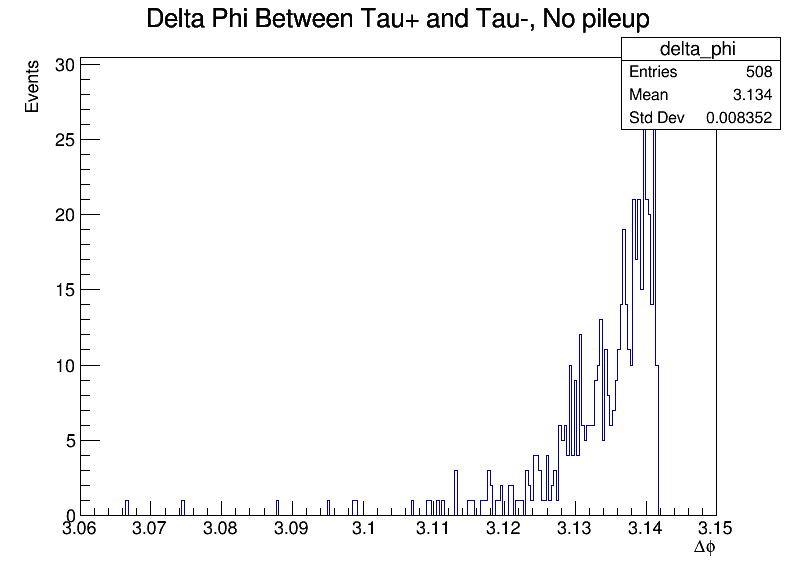 Delta Phi Between Tau+ and Tau-, No pileup
delta_phi
Entries 508
Mean 3.134
Std Dev 0.008352
Events
30
25
20
15
10
5
0
3.06 3.07 3.08 3.09 3.1 3.11 3.12 3.13 3.14 3.15
Δϕ